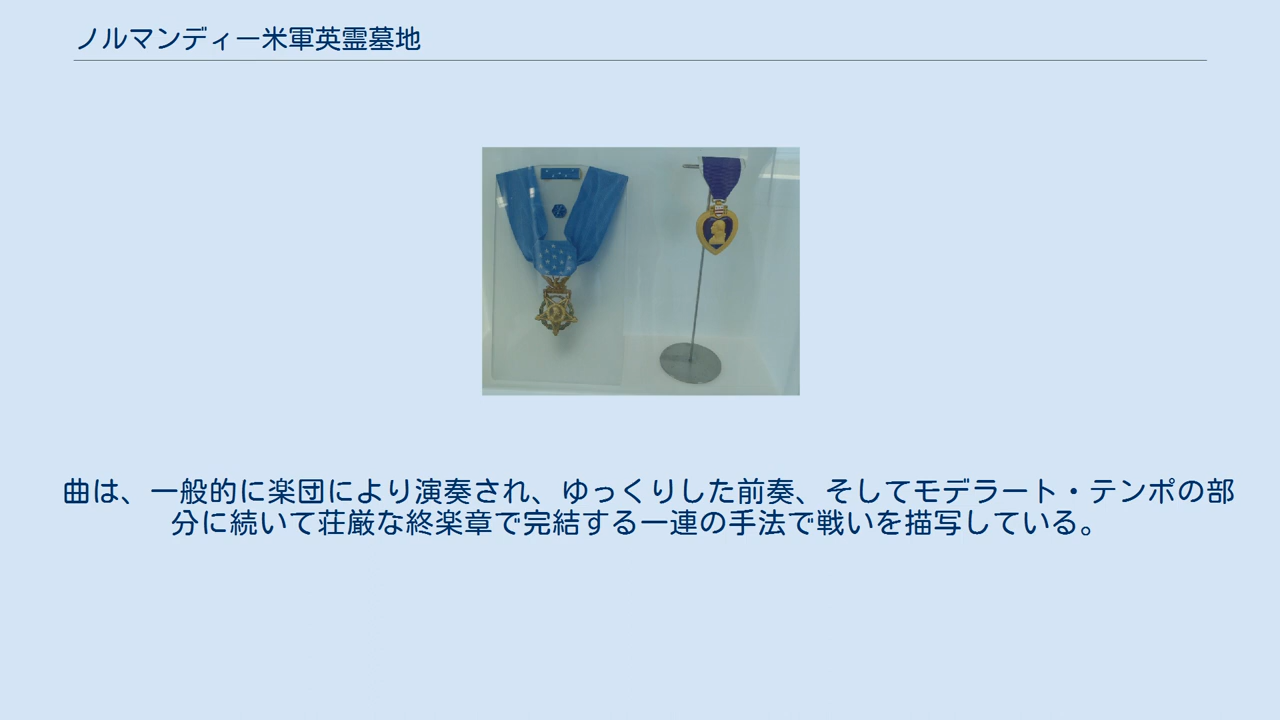 ノルマンディー米軍英霊墓地
曲は、一般的に楽団により演奏され、ゆっくりした前奏、そしてモデラート・テンポの部
分に続いて荘厳な終楽章で完結する一連の手法で戦いを描写している。